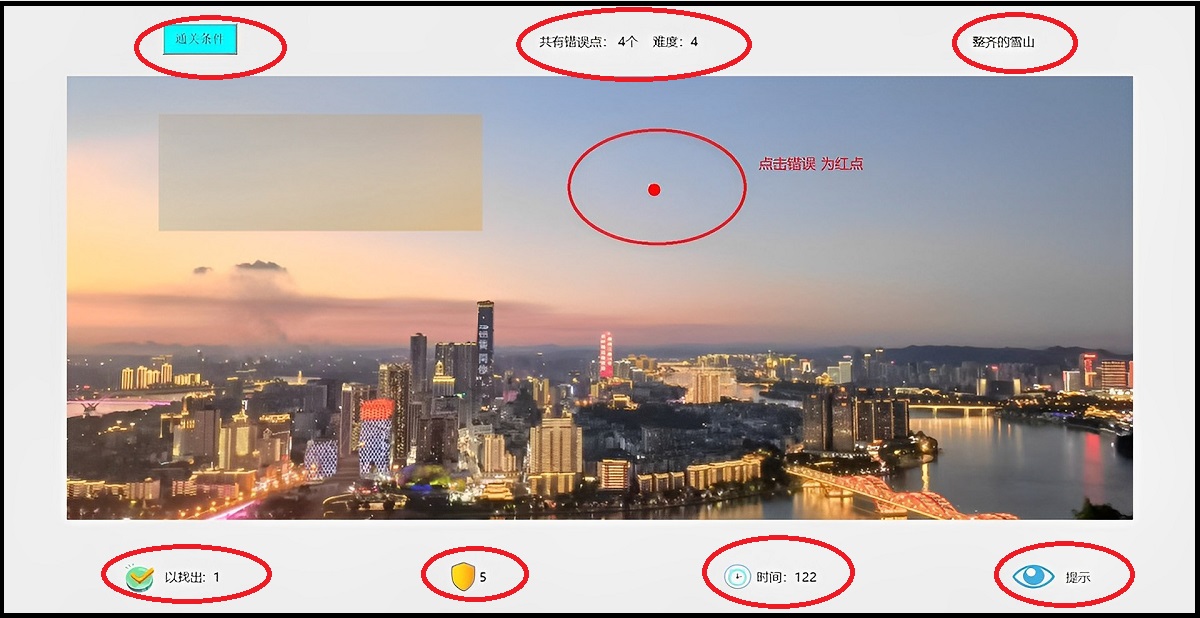 通关条件
共有错误点： 4个 难度：4
整齐的雪山
点击错误 为红点
以找出：1
5
时间：122
提示